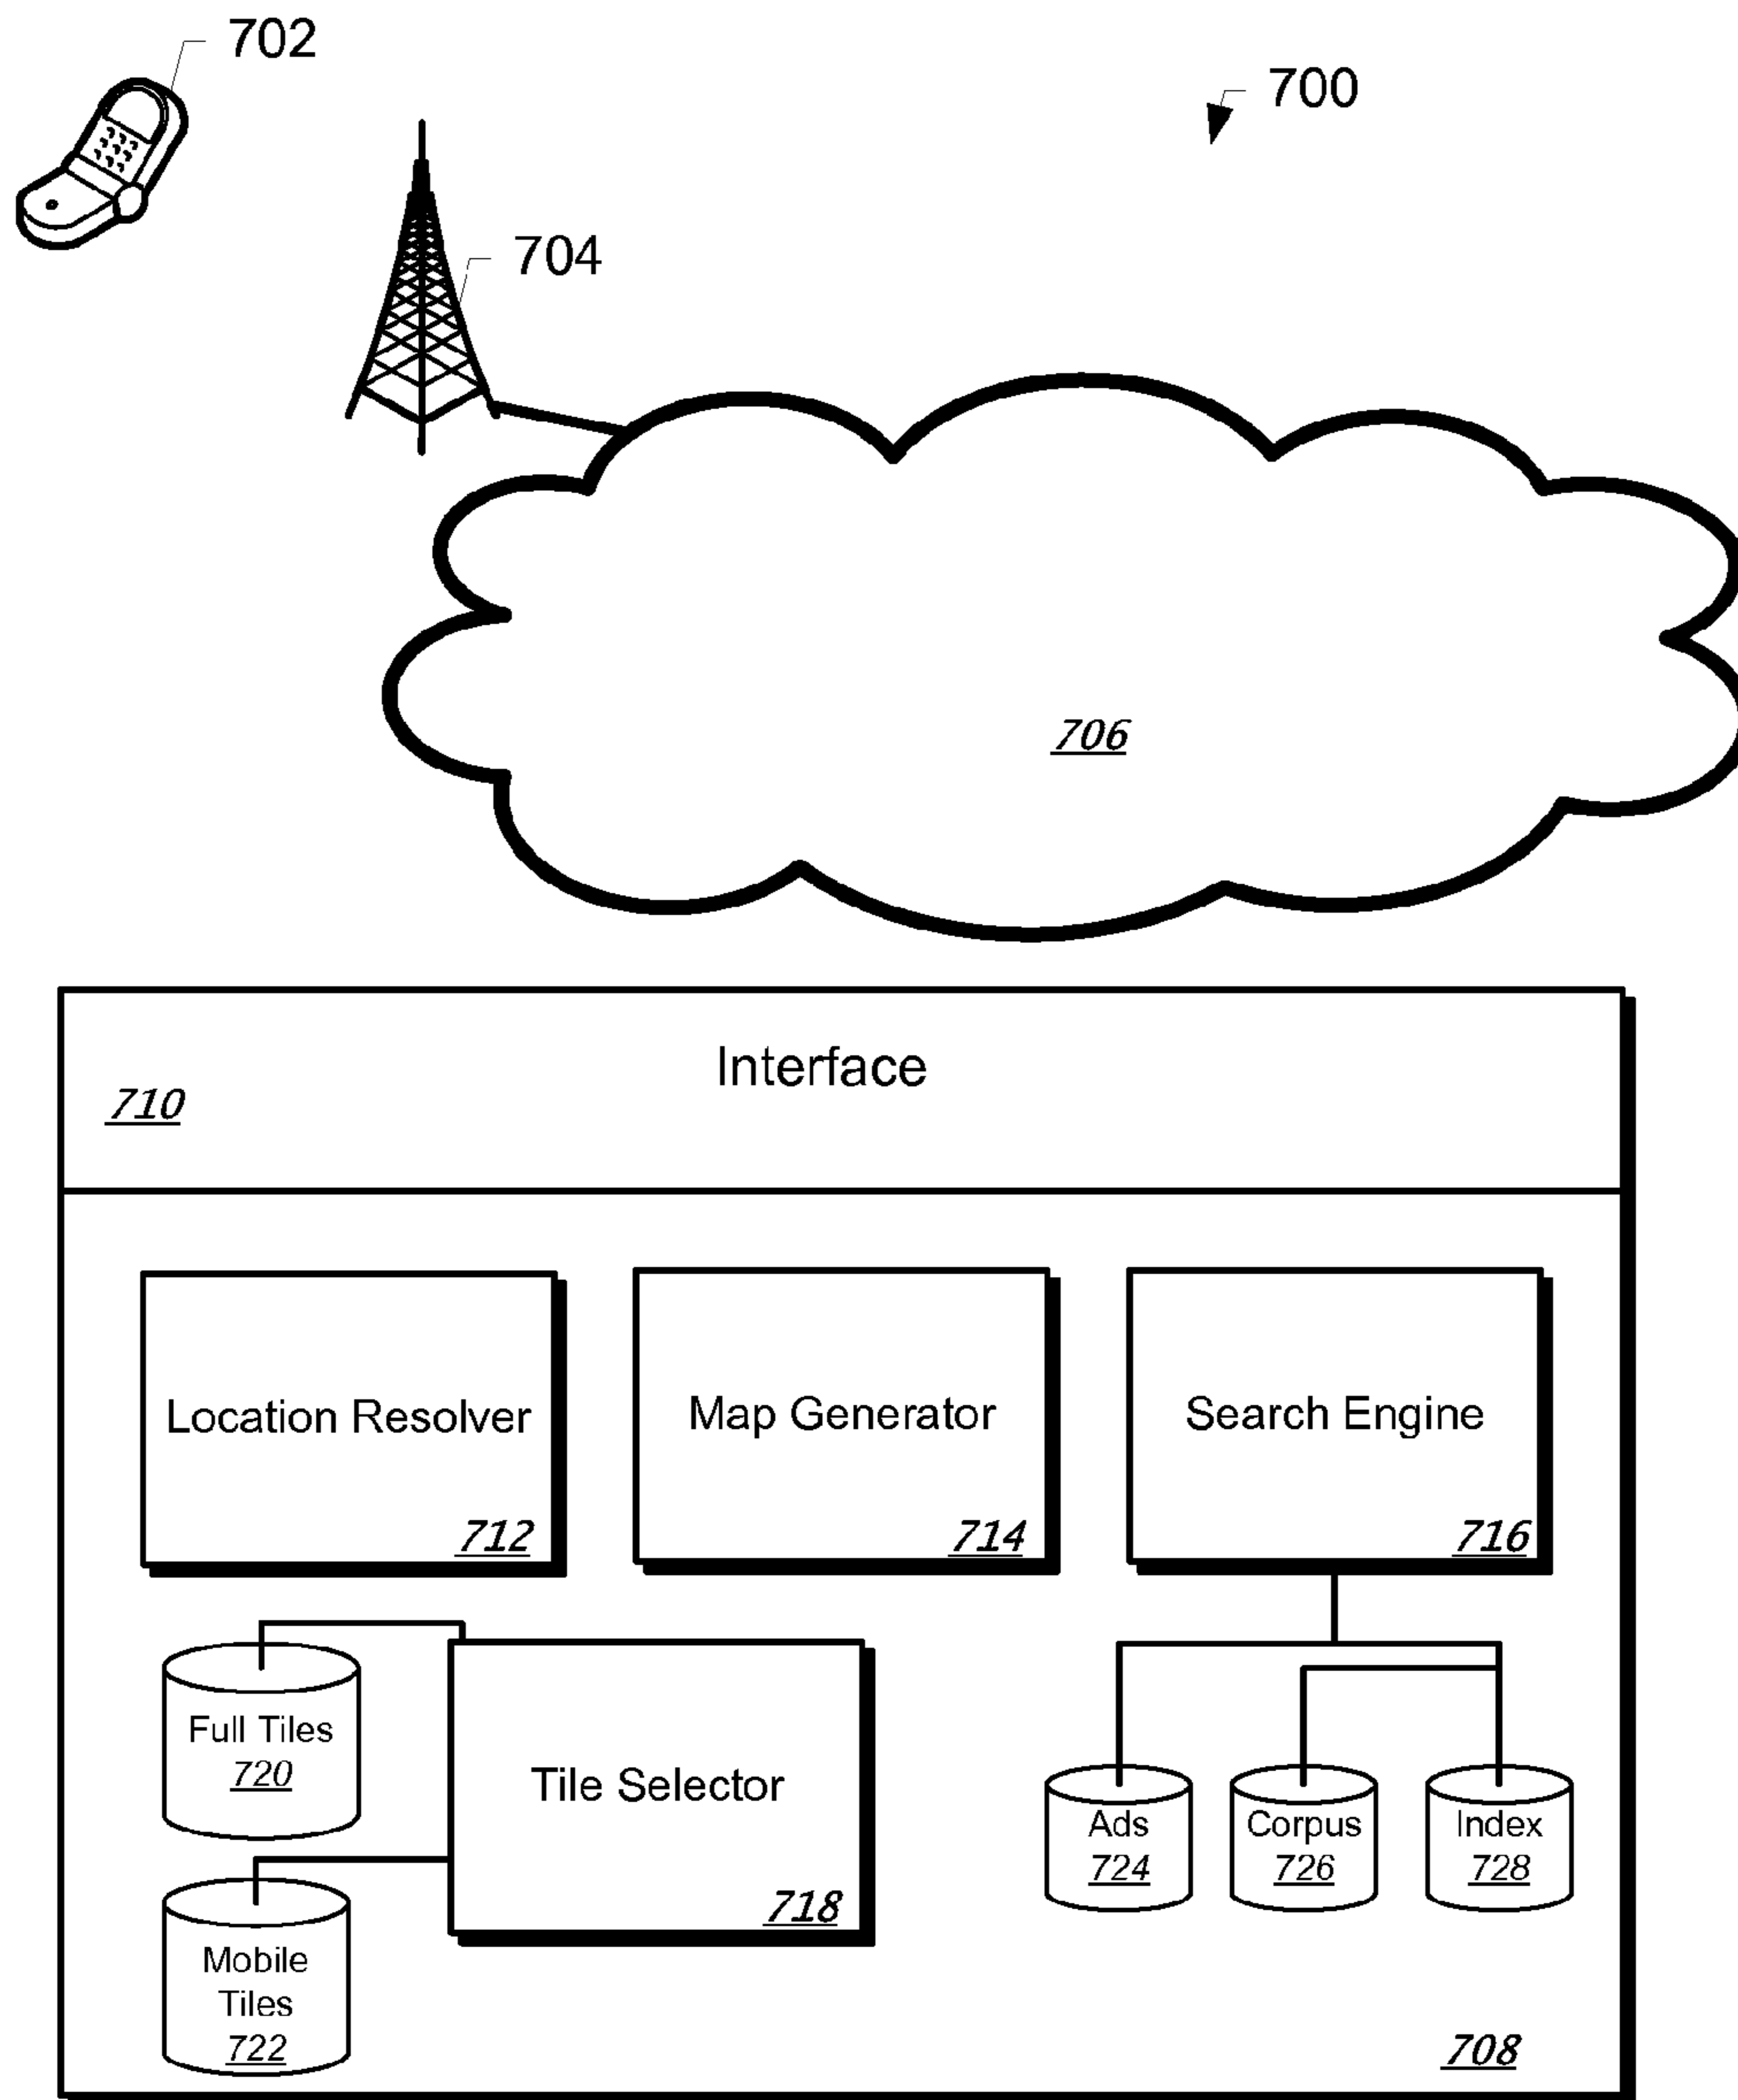 702
700
704
706
Interface
710
Location Resolver
712
Map Generator
714
Search Engine
716
Full Tiles
720
Tile Selector
718
Mobile
Tiles
722
Ads
724
Corpus
726
Index
728
708